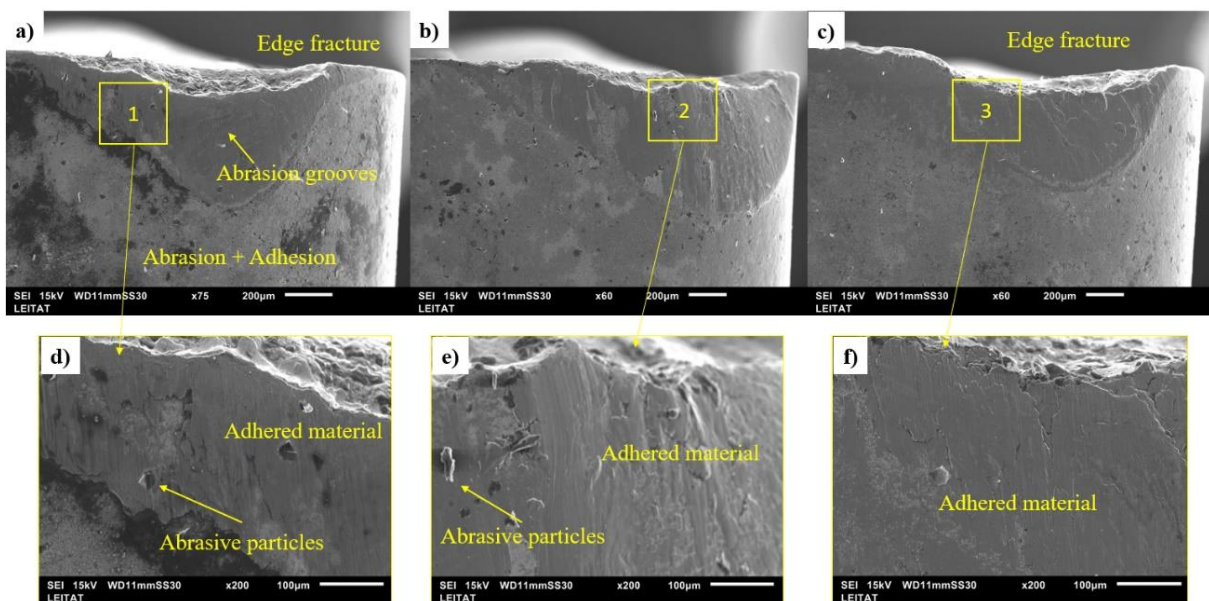 a)
Edge fracture
1
Abrasion grooves
Abrasion + Adhesion
SEI 15kV WD11mmSS30 x75 200μm
LEITAT
b)
2
SEI 15kV WD11mmSS30 x60 200μm
LEITAT
c)
Edge fracture
3
SEI 15kV WD11mmSS30 x60 200μm
LEITAT
d)
Adhered material
Abrasive particles
SEI 15kV WD11mmSS30 x200 100μm
LEITAT
e)
Adhered material
Abrasive particles
SEI 15kV WD11mmSS30 x200 100μm
LEITAT
f)
Adhered material
SEI 15kV WD11mmSS30 x200 100μm
LEITAT